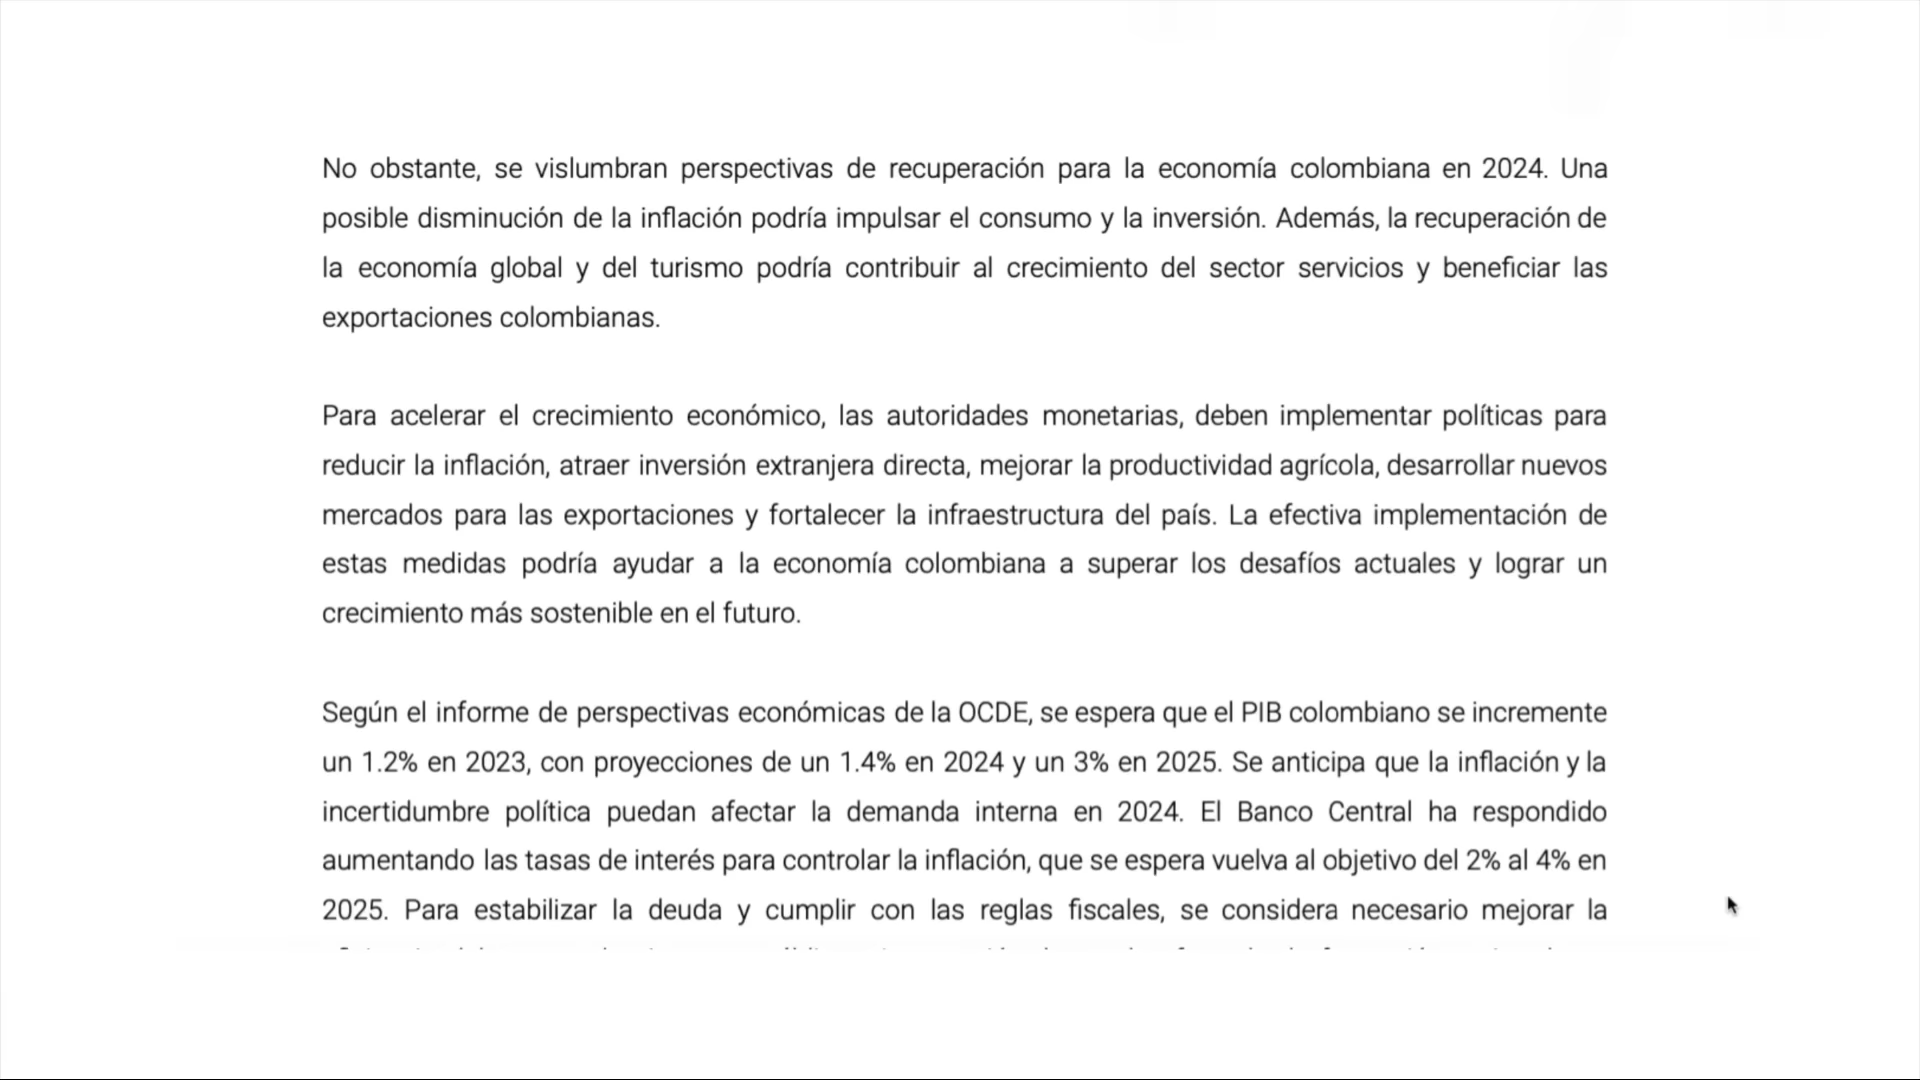 No obstante, se vislumbran perspectivas de recuperación para la economía colombiana en 2024. Una
posible disminución de la inflación podría impulsar el consumo y la inversión. Además, la recuperación de
la economía global y del turismo podría contribuir al crecimiento del sector servicios y beneficiar las
exportaciones colombianas.
Para acelerar el crecimiento económico, las autoridades monetarias, deben implementar políticas para
reducir la inflación, atraer inversión extranjera directa, mejorar la productividad agrícola, desarrollar nuevos
mercados para las exportaciones y fortalecer la infraestructura del país. La efectiva implementación de
estas medidas podría ayudar a la economía colombiana a superar los desafíos actuales y lograr un
crecimiento más sostenible en el futuro.
Según el informe de perspectivas económicas de la OCDE, se espera que el PIB colombiano se incremente
un 1.2% en 2023, con proyecciones de un 1.4% en 2024 y un 3% en 2025. Se anticipa que la inflación y la
incertidumbre política puedan afectar la demanda interna en 2024. El Banco Central ha respondido
aumentando las tasas de interés para controlar la inflación, que se espera vuelva al objetivo del 2% al 4% en
2025. Para estabilizar la deuda y cumplir con las reglas fiscales, se considera necesario mejorar la